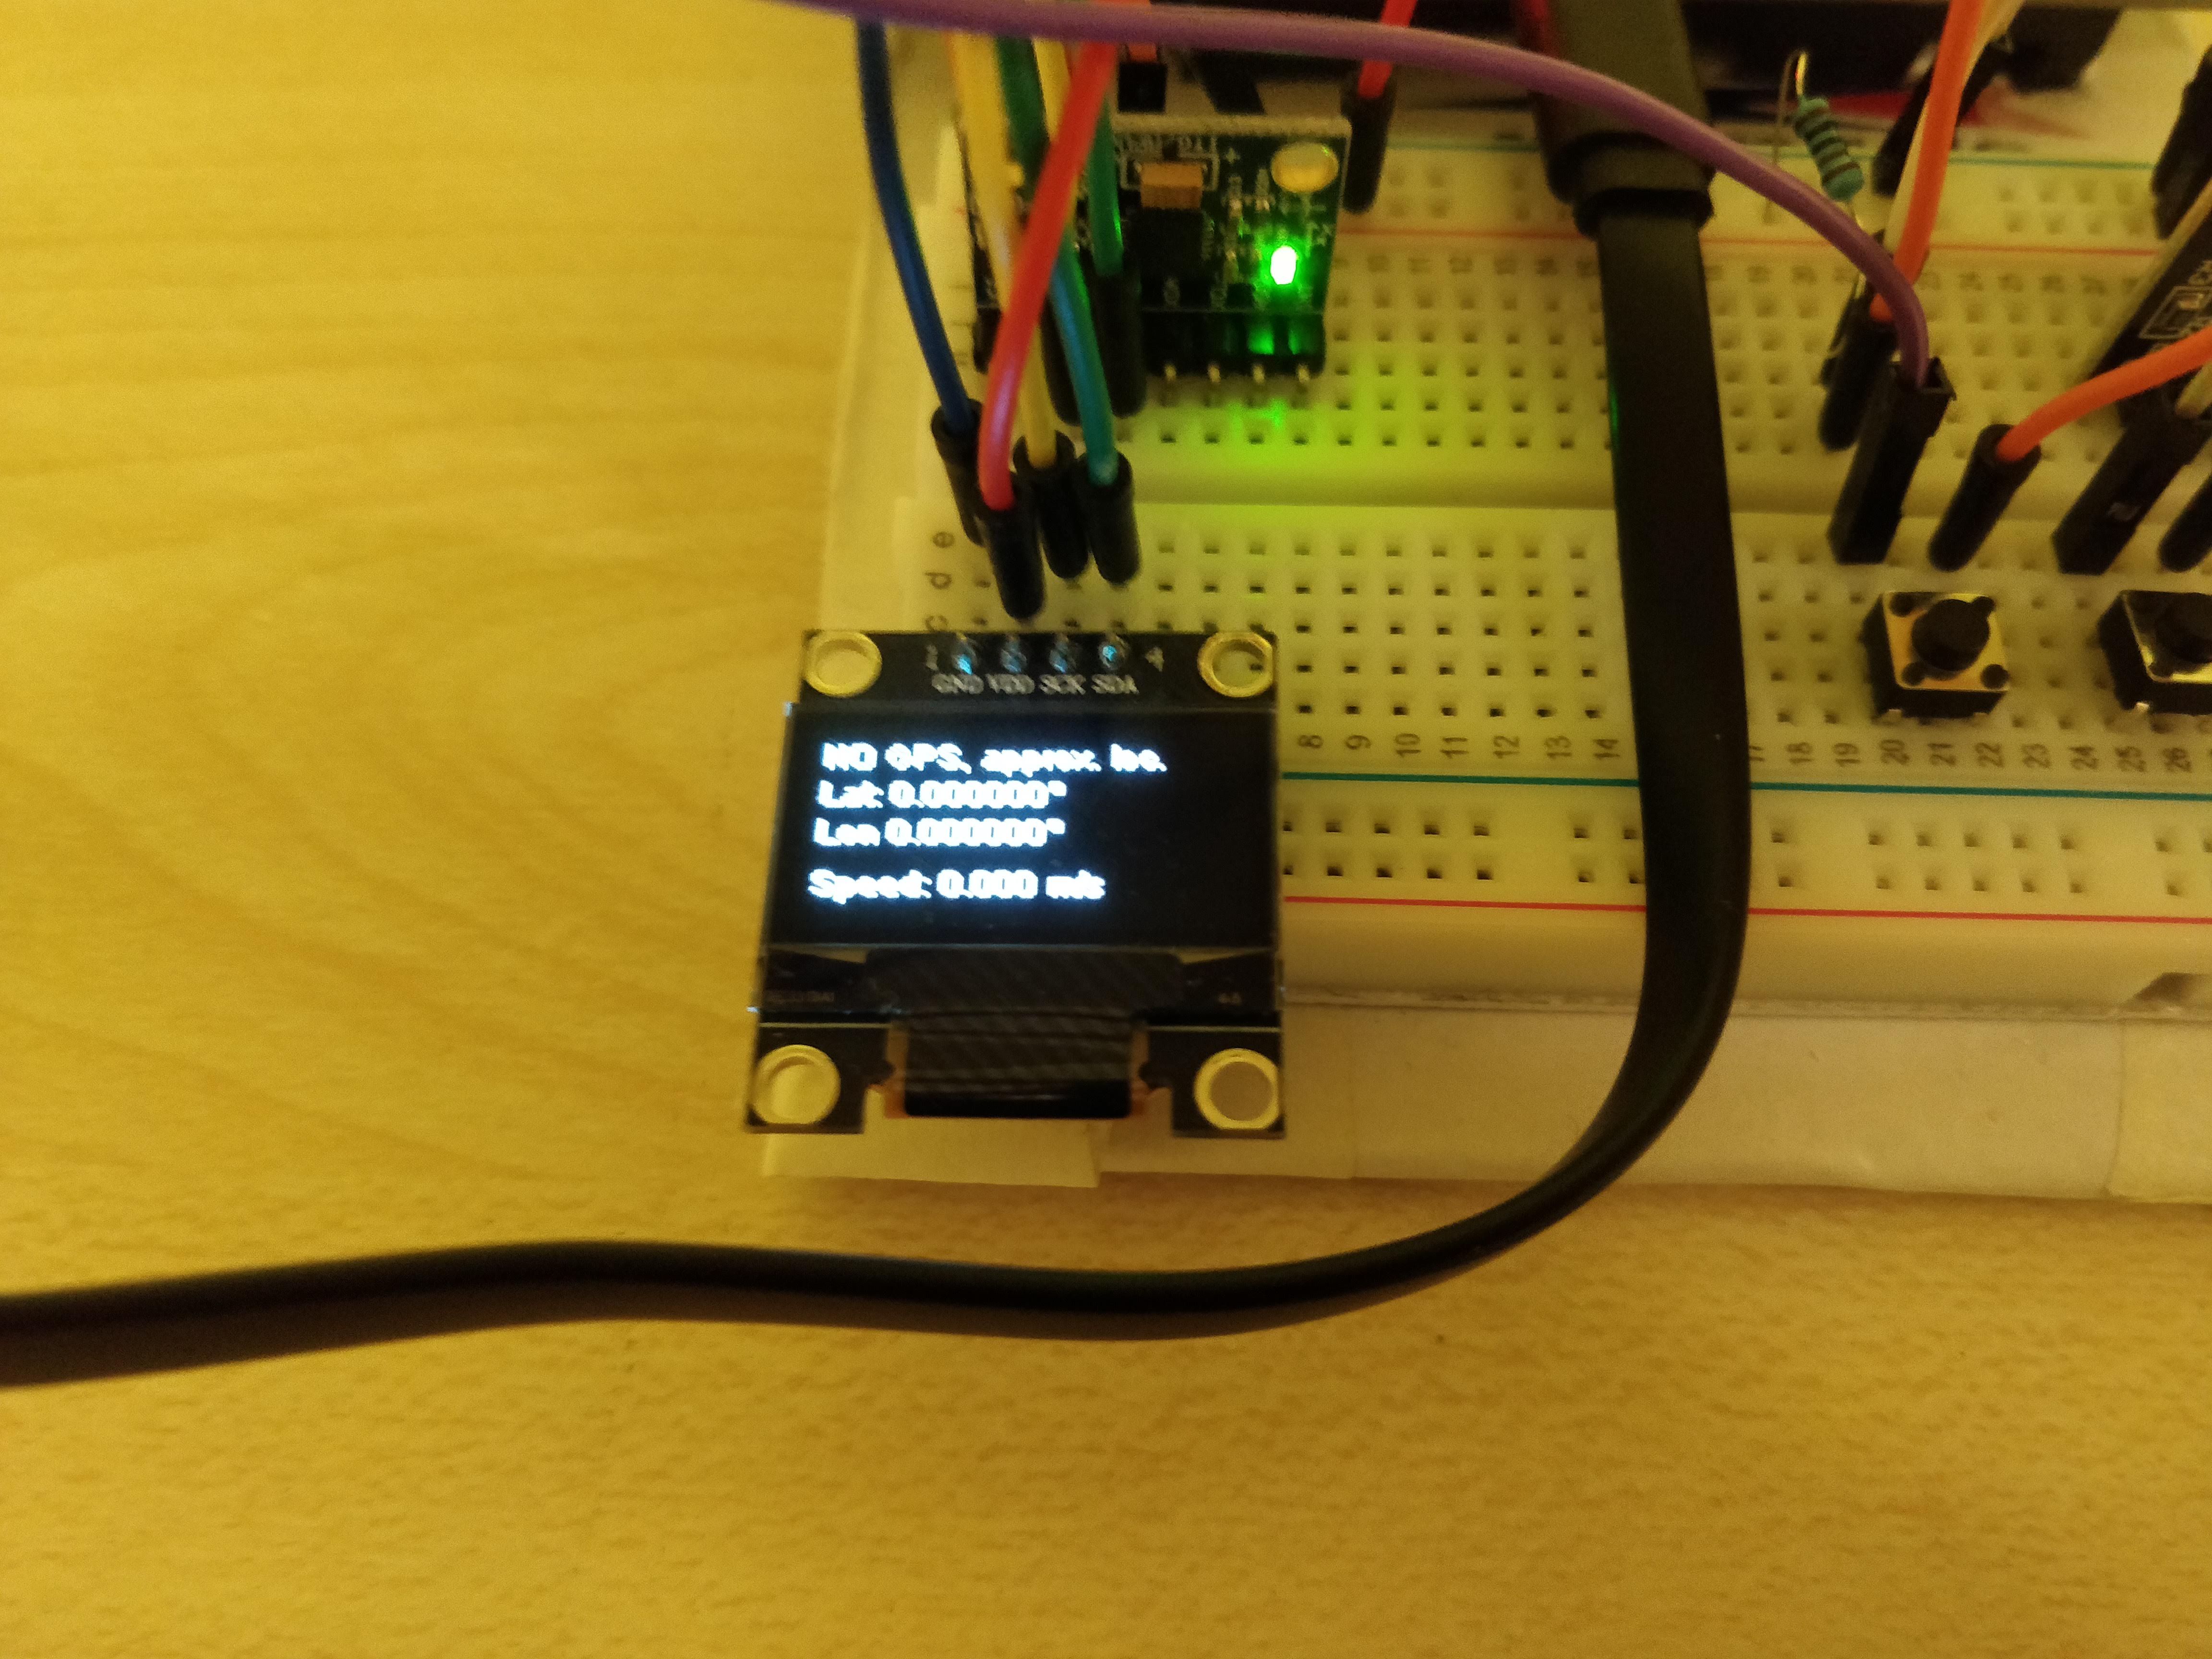 e
d
c
GND VDD SCK SDA
NO GPS, approx. loc.
Lat: 0.000000°
Lon: 0.000000°
Speed: 0.000 m/s
8 9 10 11 12 13 14 17 18 19 20 21 22 23 24 25 26